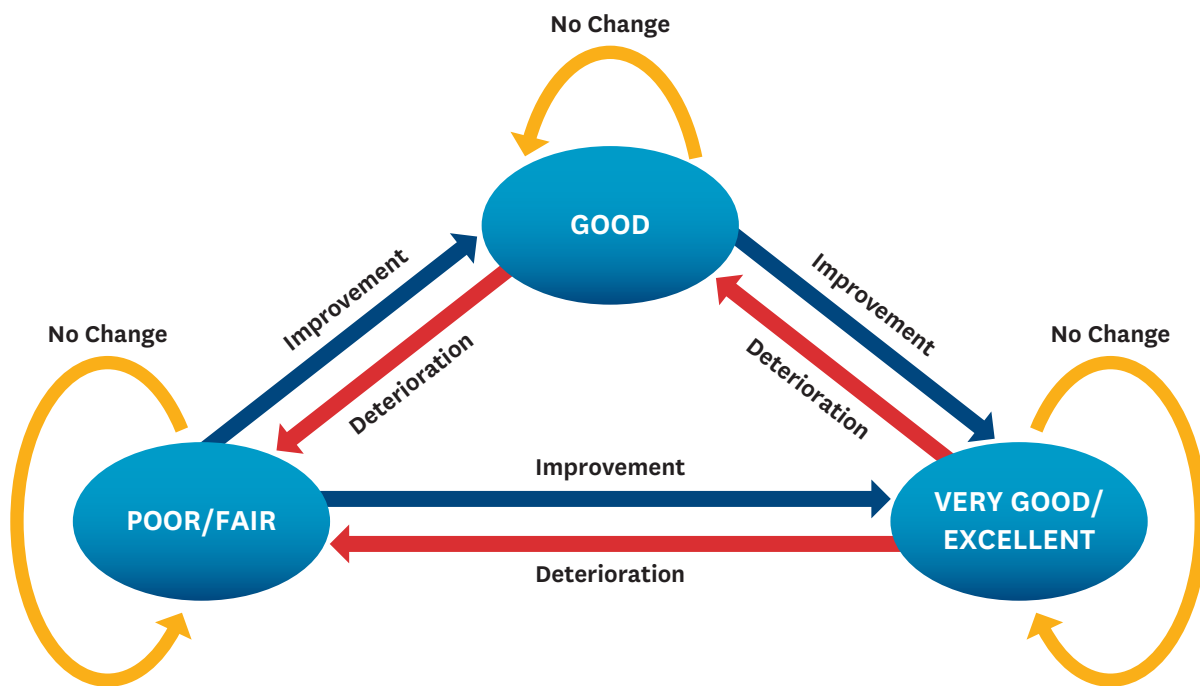 No Change
GOOD
Improvement
Improvement
Deterioration
Deterioration
No Change
No Change
Improvement
POOR/FAIR
VERY GOOD/
EXCELLENT
Deterioration